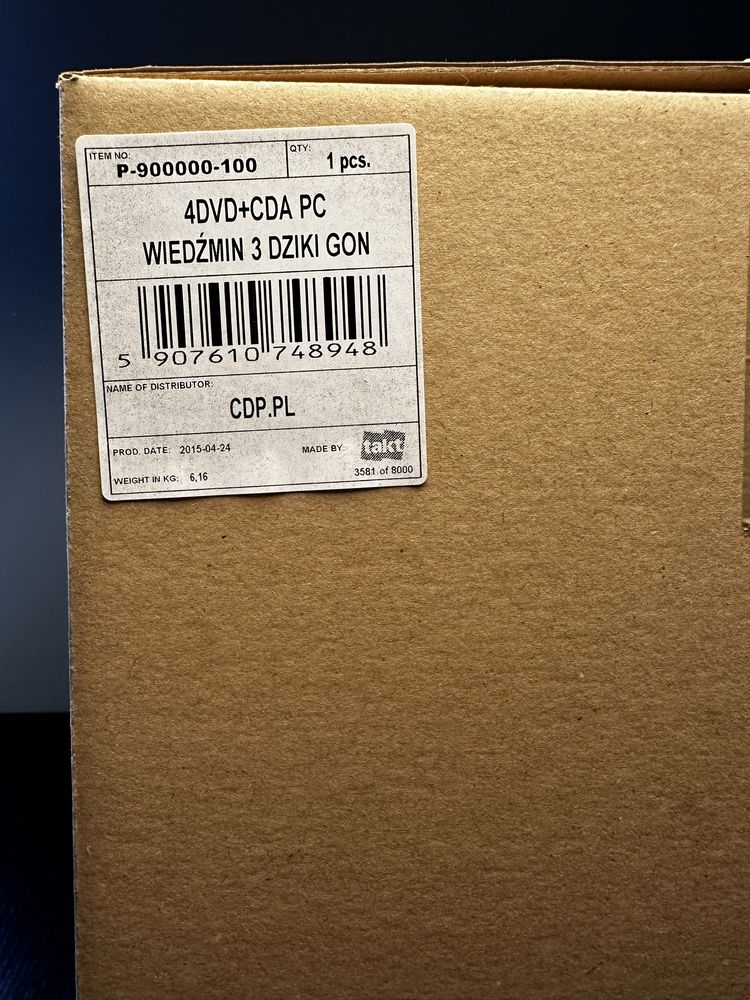 ITEM NO: QTY:
P-900000-100 1 pcs.
4DVD+CDA PC
WIEDŹMIN 3 DZIKI GON
5 907610 748948
NAME OF DISTRIBUTOR:
CDP.PL
PROD. DATE: 2015-04-24 MADE BY: takt
WEIGHT IN KG: 6,16 3581 of 8000